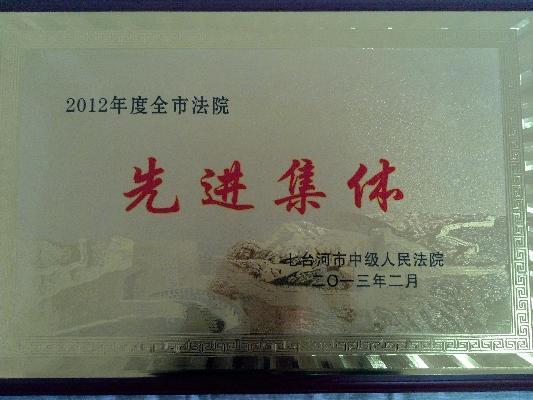 2012年度全市法院
先进集体
七台河市中级人民法院
二〇一三年二月